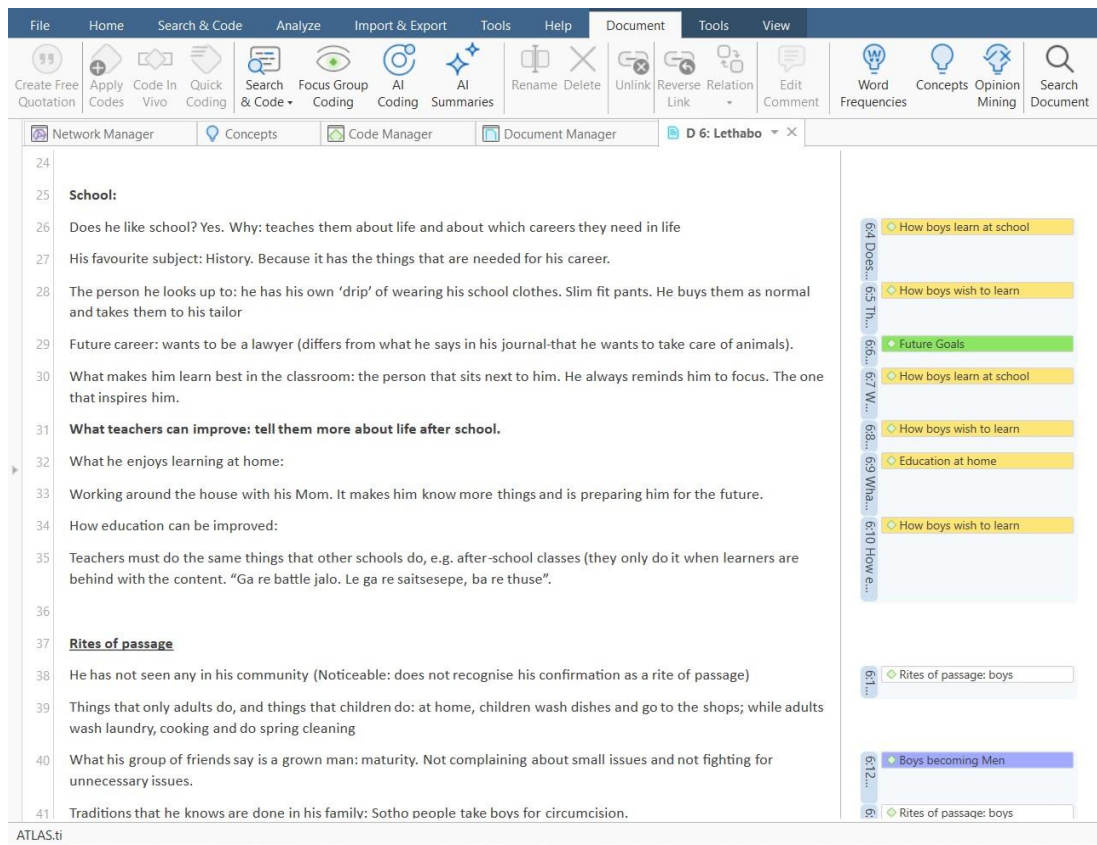 File Home Search & Code Analyze Import & Export Tools Help Document Tools View
Create Free Quotation
Apply Codes
Code In Vivo
Quick Coding
Search & Code
Focus Group Coding
AI Coding
AI Summaries
Rename Delete
Unlink
Reverse Link
Relation
Edit Comment
Word Frequencies
Concepts
Opinion Mining
Search Document
Network Manager Concepts Code Manager Document Manager D 6: Lethabo
24
25 School:
26 Does he like school? Yes. Why: teaches them about life and about which careers they need in life
6:4 Does... How boys learn at school
27 His favourite subject: History. Because it has the things that are needed for his career.
28 The person he looks up to: he has his own ‘drip’ of wearing his school clothes. Slim fit pants. He buys them as normal
and takes them to his tailor
6:5 Th... How boys wish to learn
29 Future career: wants to be a lawyer (differs from what he says in his journal-that he wants to take care of animals).
6:6... Future Goals
30 What makes him learn best in the classroom: the person that sits next to him. He always reminds him to focus. The one
that inspires him.
6:7 W... How boys learn at school
31 What teachers can improve: tell them more about life after school.
6:8... How boys wish to learn
32 What he enjoys learning at home:
6:9 Wha... Education at home
33 Working around the house with his Mom. It makes him know more things and is preparing him for the future.
34 How education can be improved:
6:10 How e... How boys wish to learn
35 Teachers must do the same things that other schools do, e.g. after-school classes (they only do it when learners are
behind with the content. “Ga re battle jalo. Le ga re saitsesepe, ba re thuse”.
36
37 Rites of passage
38 He has not seen any in his community (Noticeable: does not recognise his confirmation as a rite of passage)
6:1... Rites of passage: boys
39 Things that only adults do, and things that children do: at home, children wash dishes and go to the shops; while adults
wash laundry, cooking and do spring cleaning
40 What his group of friends say is a grown man: maturity. Not complaining about small issues and not fighting for
unnecessary issues.
6:12... Boys becoming Men
41 Traditions that he knows are done in his family: Sotho people take boys for circumcision.
6: Rites of passage: boys
ATLAS.ti